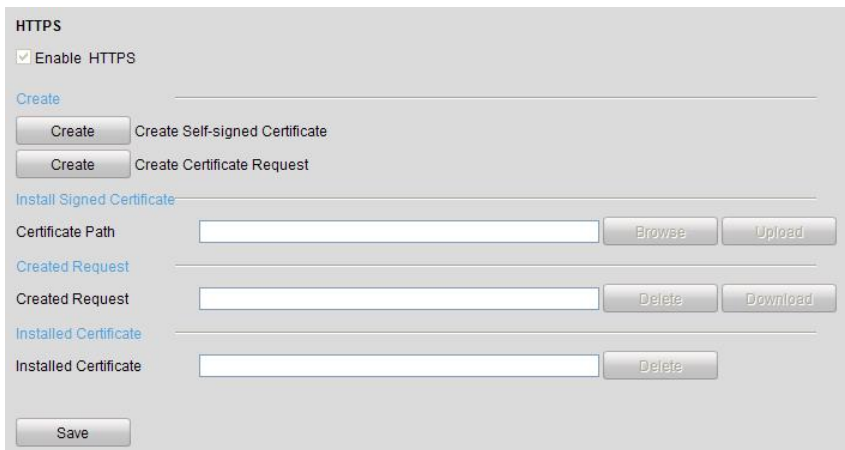 HTTPS
Enable HTTPS
Create
Create Create Self-signed Certificate
Create Create Certificate Request
Install Signed Certificate
Certificate Path Browse Upload
Created Request
Created Request Delete Download
Installed Certificate
Installed Certificate Delete
Save